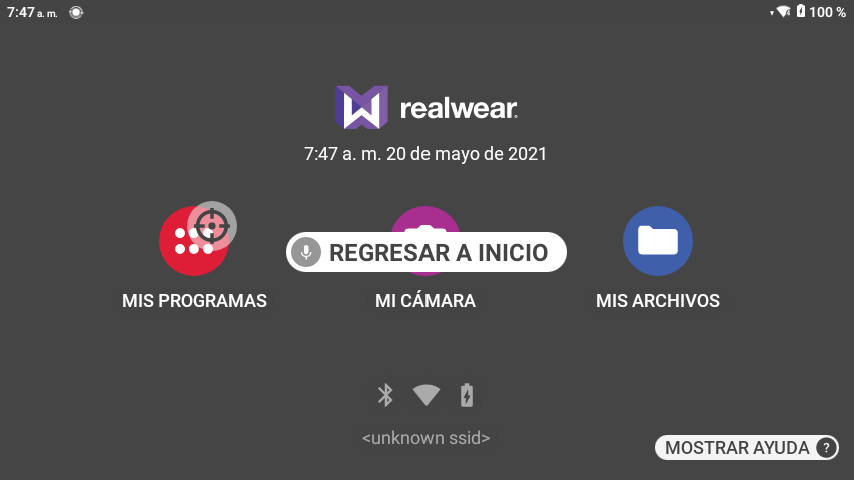 7:47 a. m.
100 %
realwear
7:47 a. m. 20 de mayo de 2021
REGRESAR A INICIO
MIS PROGRAMAS
MI CÁMARA
MIS ARCHIVOS
<unknown ssid>
MOSTRAR AYUDA ?